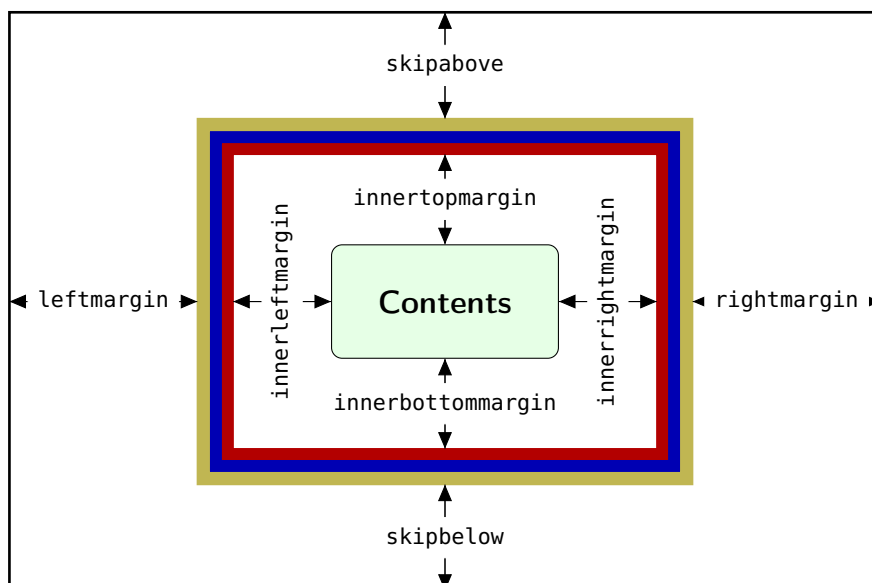 skipabove
innertopmargin
leftmargin
innerleftmargin
Contents
innerrightmargin
rightmargin
innerbottommargin
skipbelow